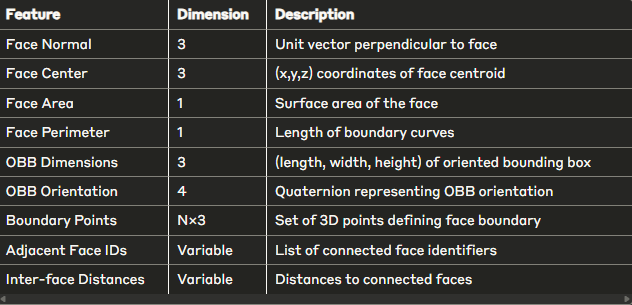 Feature Dimension Description
Face Normal 3 Unit vector perpendicular to face
Face Center 3 (x,y,z) coordinates of face centroid
Face Area 1 Surface area of the face
Face Perimeter 1 Length of boundary curves
OBB Dimensions 3 (length, width, height) of oriented bounding box
OBB Orientation 4 Quaternion representing OBB orientation
Boundary Points N×3 Set of 3D points defining face boundary
Adjacent Face IDs Variable List of connected face identifiers
Inter-face Distances Variable Distances to connected faces